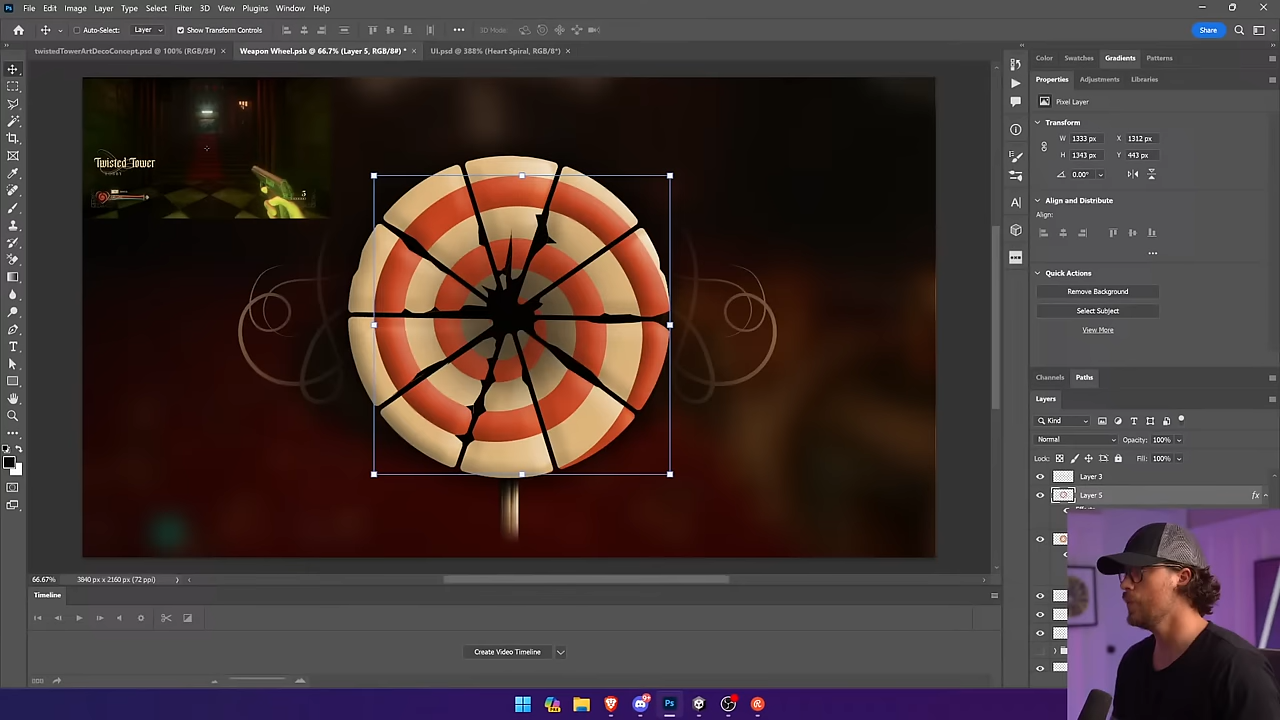 File Edit Image Layer Type Select Filter 3D View Plugins Window Help
Auto-Select: Layer Show Transform Controls 3D Mode: Share
twistedTowerArtDecoConcept.psd @ 100% (RGB/8#) × Weapon Wheel.psb @ 66.7% (Layer 5, RGB/8#) * × UI.psd @ 388% (Heart Spiral, RGB/8*) ×
Color Swatches Gradients Patterns
Properties Adjustments Libraries
Pixel Layer
Transform
W 1333 px X 1312 px
H 1343 px Y 443 px
0.00°
Align and Distribute
Align:
Quick Actions
Remove Background
Select Subject
View More
Channels Paths
Layers
Kind
Normal Opacity: 100%
Lock: Fill: 100%
Layer 3
Layer 5 fx
Twisted Tower
66.67% 3840 px x 2160 px (72 ppi)
Timeline
Create Video Timeline